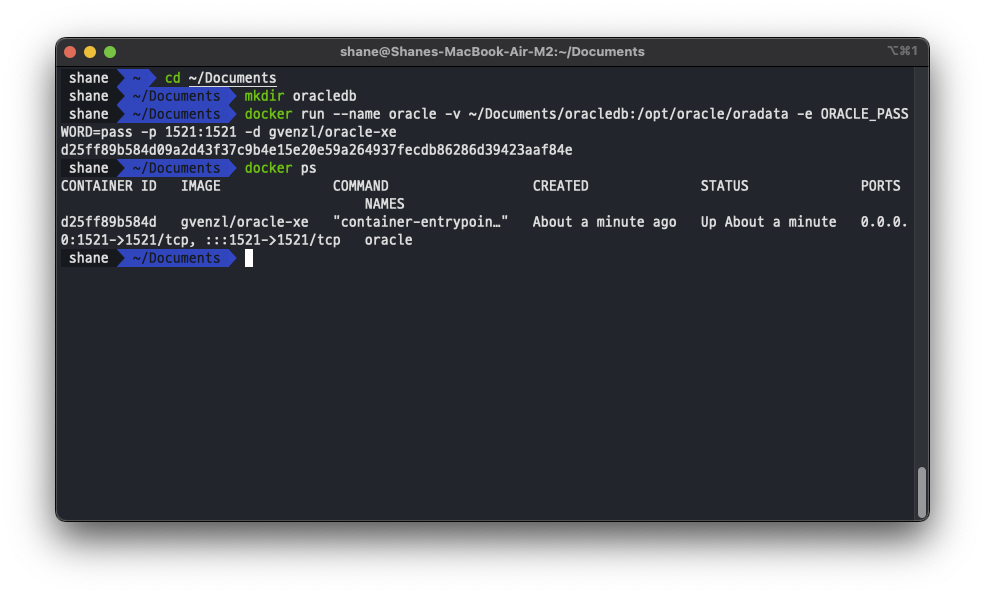 shane@Shanes-MacBook-Air-M2:~/Documents
⌥⌘1
shane ~ cd ~/Documents
shane ~/Documents mkdir oracledb
shane ~/Documents docker run --name oracle -v ~/Documents/oracledb:/opt/oracle/oradata -e ORACLE_PASS
WORD=pass -p 1521:1521 -d gvenzl/oracle-xe
d25ff89b584d09a2d43f37c9b4e15e20e59a264937fecdb86286d39423aaf84e
shane ~/Documents docker ps
CONTAINER ID IMAGE COMMAND CREATED STATUS PORTS
NAMES
d25ff89b584d gvenzl/oracle-xe "container-entrypoin…" About a minute ago Up About a minute 0.0.0.
0:1521->1521/tcp, :::1521->1521/tcp oracle
shane ~/Documents